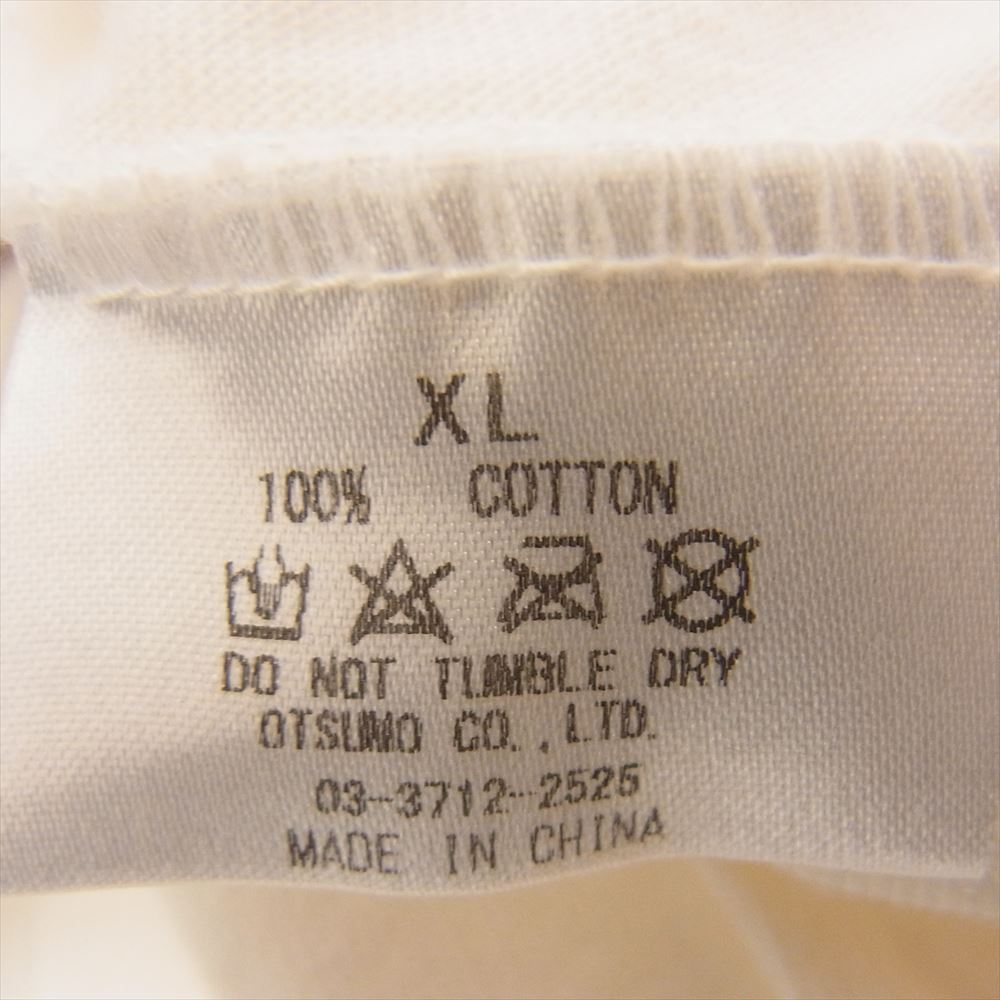 XL
100% COTTON
DO NOT TUMBLE DRY
OTSUMO CO., LTD.
03-3712-2525
MADE IN CHINA